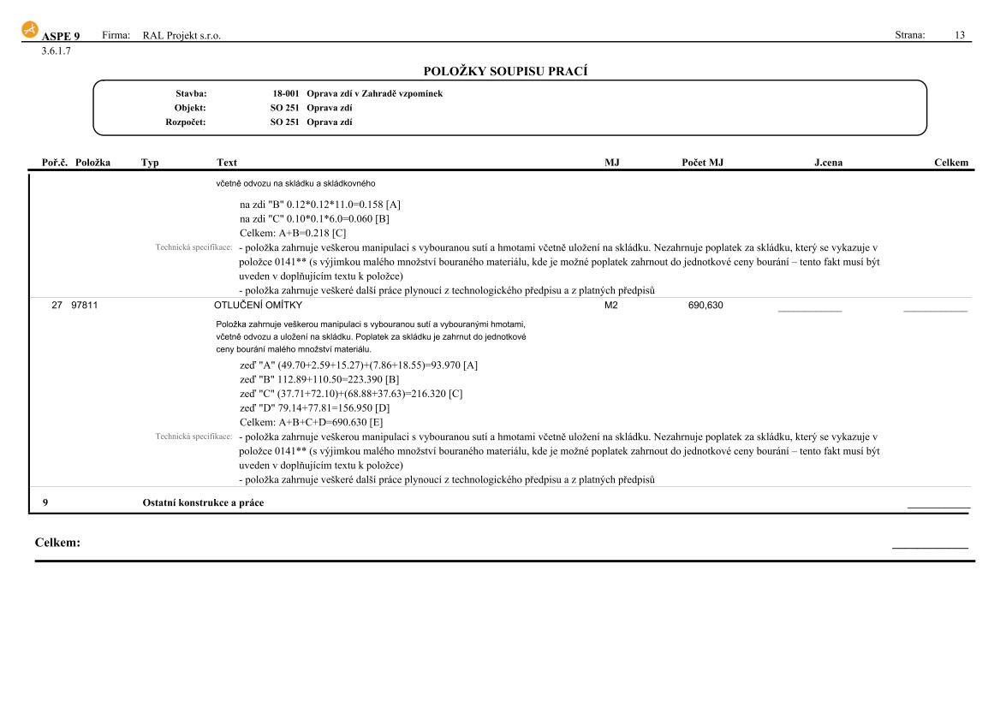 ASPE 9 Firma: RAL Projekt s.r.o. Strana: 13
3.6.1.7
POLOŽKY SOUPISU PRACÍ
Stavba: 18-001 Oprava zdí v Zahradě vzpomínek
Objekt: SO 251 Oprava zdí
Rozpočet: SO 251 Oprava zdí
Poř.č. Položka Typ Text MJ Počet MJ J.cena Celkem
včetně odvozu na skládku a skládkovného
na zdi "B" 0.12*0.12*11.0=0.158 [A]
na zdi "C" 0.10*0.1*6.0=0.060 [B]
Celkem: A+B=0.218 [C]
Technická specifikace: - položka zahrnuje veškerou manipulaci s vybouranou sutí a hmotami včetně uložení na skládku. Nezahrnuje poplatek za skládku, který se vykazuje v
položce 0141** (s výjimkou malého množství bouraného materiálu, kde je možné poplatek zahrnout do jednotkové ceny bourání – tento fakt musí být
uveden v doplňujícím textu k položce)
- položka zahrnuje veškeré další práce plynoucí z technologického předpisu a z platných předpisů
27 97811 OTLUČENÍ OMÍTKY M2 690,630
Položka zahrnuje veškerou manipulaci s vybouranou sutí a vybouranými hmotami,
včetně odvozu a uložení na skládku. Poplatek za skládku je zahrnut do jednotkové
ceny bourání malého množství materiálu.
zeď "A" (49.70+2.59+15.27)+(7.86+18.55)=93.970 [A]
zeď "B" 112.89+110.50=223.390 [B]
zeď "C" (37.71+72.10)+(68.88+37.63)=216.320 [C]
zeď "D" 79.14+77.81=156.950 [D]
Celkem: A+B+C+D=690.630 [E]
Technická specifikace: - položka zahrnuje veškerou manipulaci s vybouranou sutí a hmotami včetně uložení na skládku. Nezahrnuje poplatek za skládku, který se vykazuje v
položce 0141** (s výjimkou malého množství bouraného materiálu, kde je možné poplatek zahrnout do jednotkové ceny bourání – tento fakt musí být
uveden v doplňujícím textu k položce)
- položka zahrnuje veškeré další práce plynoucí z technologického předpisu a z platných předpisů
9 Ostatní konstrukce a práce
Celkem: